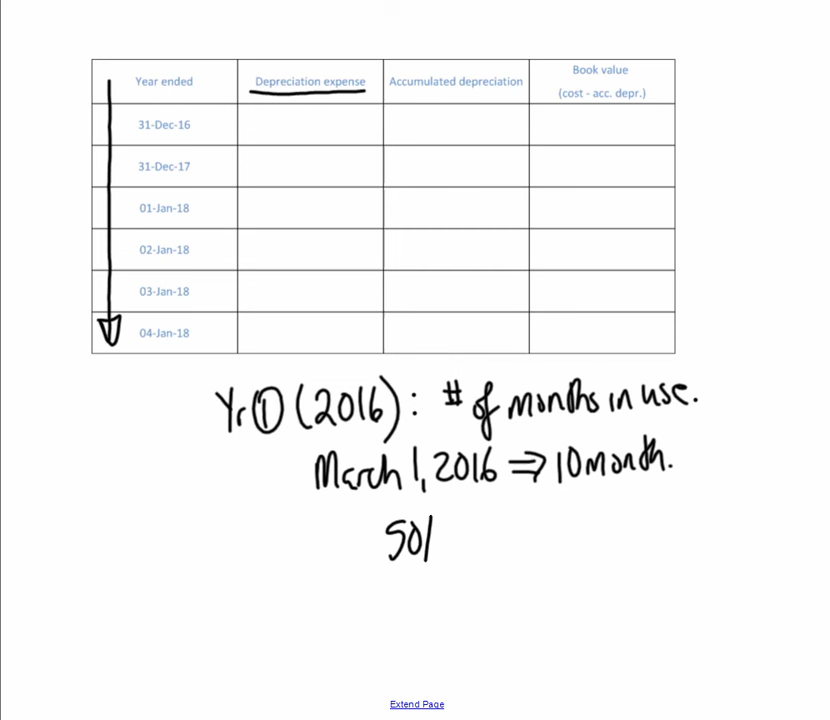 Year ended Depreciation expense Accumulated depreciation Book value (cost - acc. depr.)
31-Dec-16
31-Dec-17
01-Jan-18
02-Jan-18
03-Jan-18
04-Jan-18
Yr ① (2016): # of months in use.
March 1, 2016 ⇒ 10 month.
50/
Extend Page